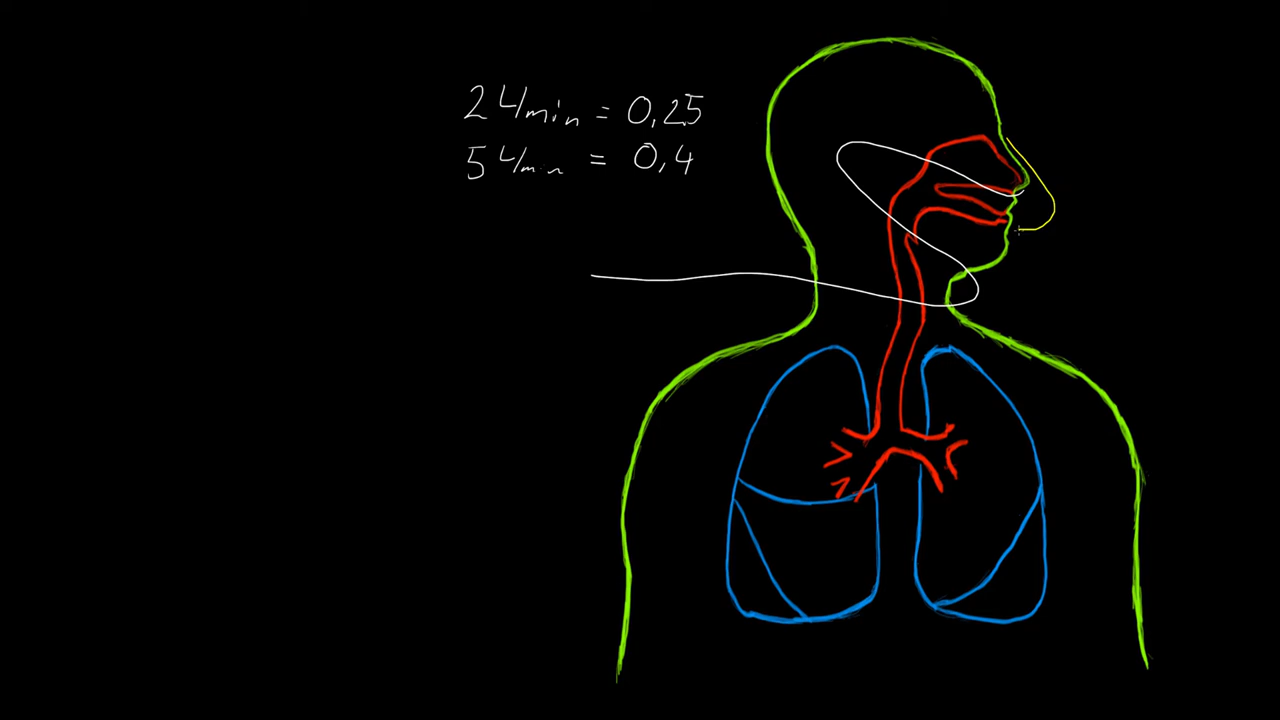 2 L/min = 0,25
5 L/min = 0,4